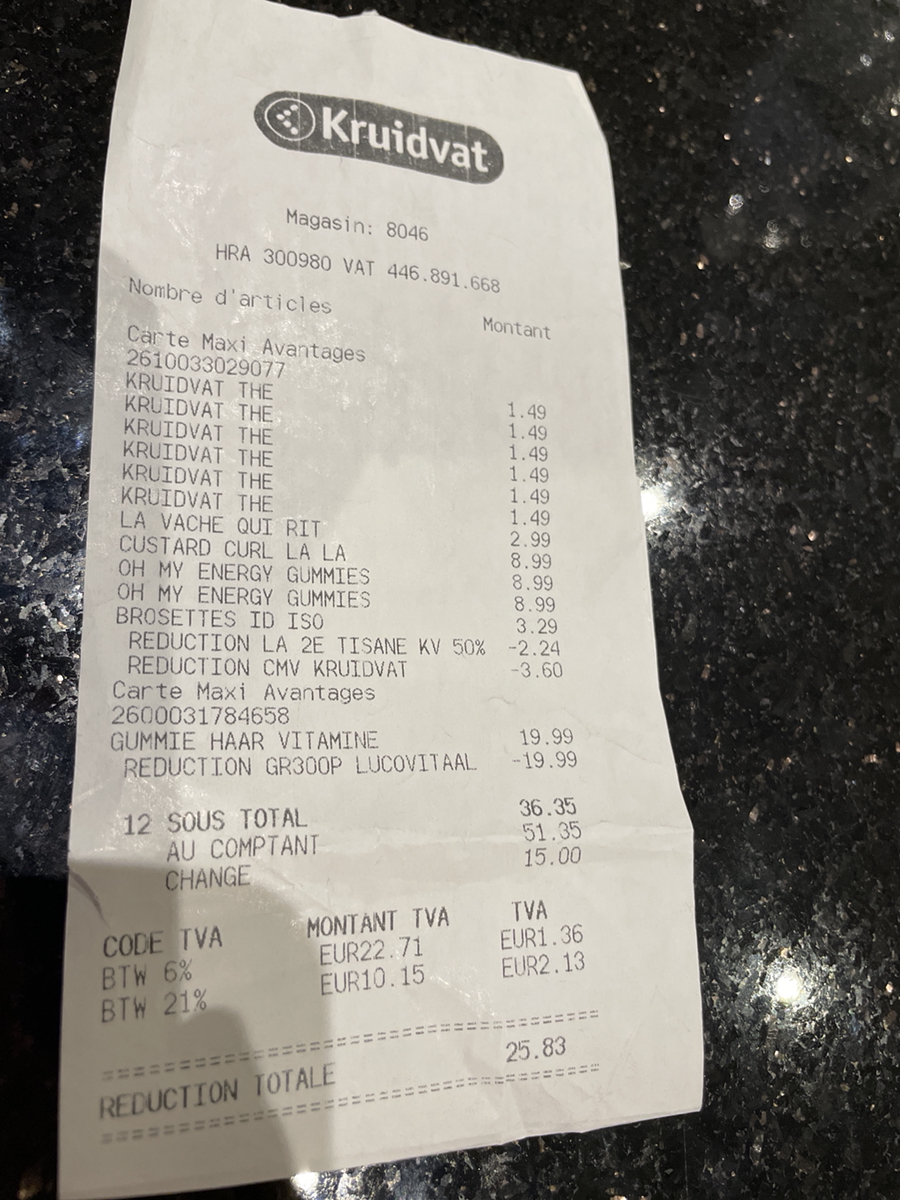 Kruidvat
Magasin: 8046
HRA 300980 VAT 446.891.668
Nombre d'articles Montant
Carte Maxi Avantages
2610033029077
KRUIDVAT THE 1.49
KRUIDVAT THE 1.49
KRUIDVAT THE 1.49
KRUIDVAT THE 1.49
KRUIDVAT THE 1.49
KRUIDVAT THE 1.49
LA VACHE QUI RIT 2.99
CUSTARD CURL LA LA 8.99
OH MY ENERGY GUMMIES 8.99
OH MY ENERGY GUMMIES 8.99
BROSETTES ID ISO 3.29
REDUCTION LA 2E TISANE KV 50% -2.24
REDUCTION CMV KRUIDVAT -3.60
Carte Maxi Avantages
2600031784658
GUMMIE HAAR VITAMINE 19.99
REDUCTION GR300P LUCOVITAAL -19.99
12 SOUS TOTAL 36.35
AU COMPTANT 51.35
CHANGE 15.00
CODE TVA MONTANT TVA TVA
BTW 6% EUR22.71 EUR1.36
BTW 21% EUR10.15 EUR2.13
REDUCTION TOTALE 25.83